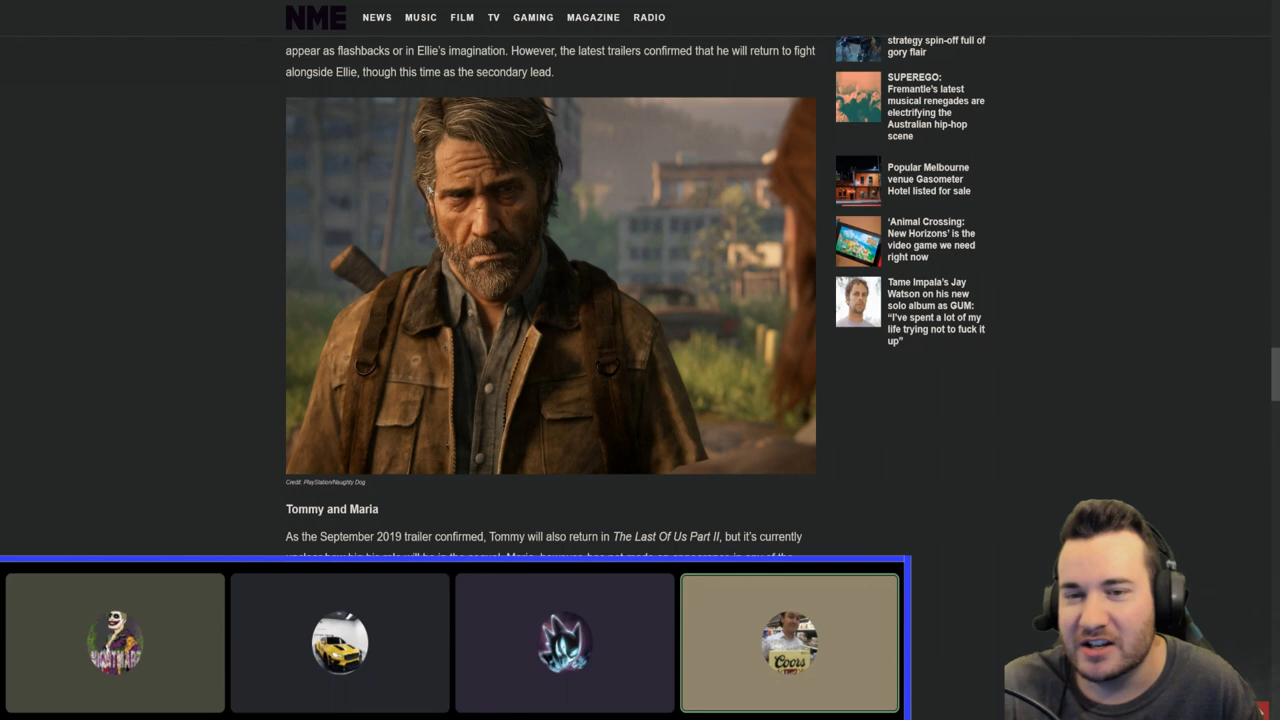 NME
NEWS MUSIC FILM TV GAMING MAGAZINE RADIO
appear as flashbacks or in Ellie's imagination. However, the latest trailers confirmed that he will return to fight
alongside Ellie, though this time as the secondary lead.
Credit: PlayStation/Naughty Dog
Tommy and Maria
As the September 2019 trailer confirmed, Tommy will also return in The Last Of Us Part II, but it's currently
strategy spin-off full of
gory flair
SUPEREGO:
Fremantle's latest
musical renegades are
electrifying the
Australian hip-hop
scene
Popular Melbourne
venue Gasometer
Hotel listed for sale
‘Animal Crossing:
New Horizons’ is the
video game we need
right now
Tame Impala's Jay
Watson on his new
solo album as GUM:
“I've spent a lot of my
life trying not to fuck it
up”
Coors